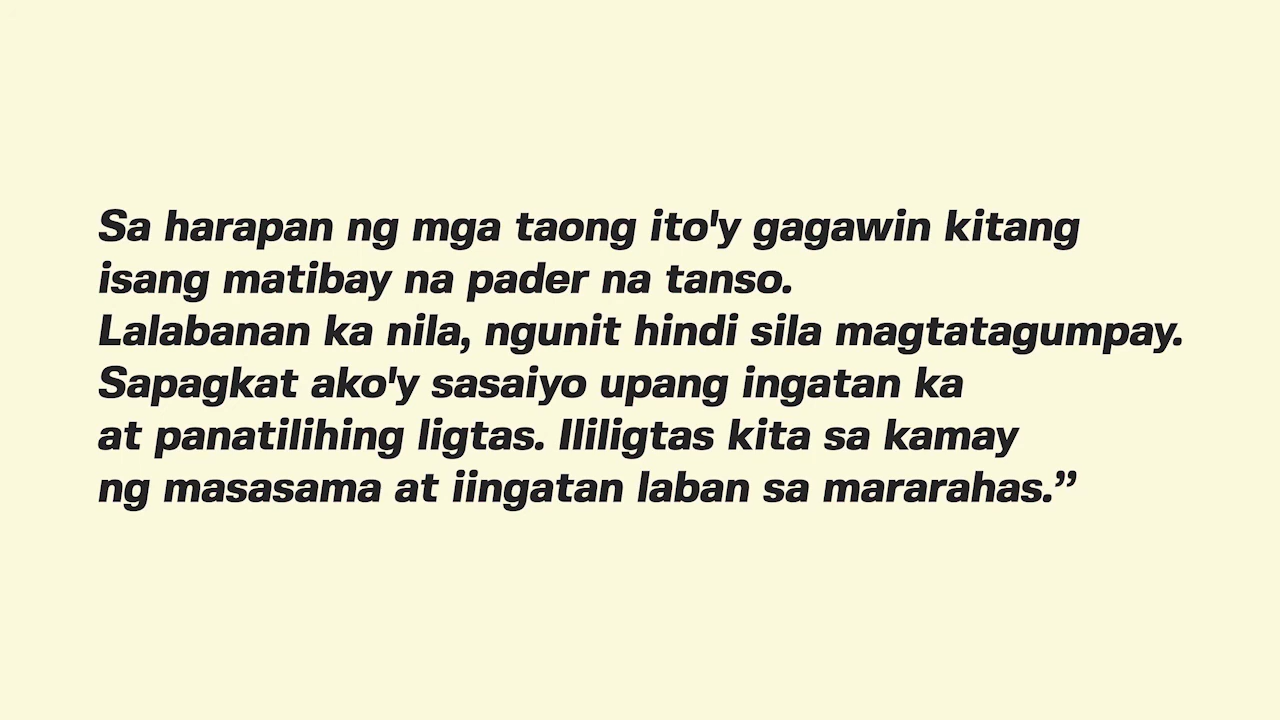 Sa harapan ng mga taong ito'y gagawin kitang
isang matibay na pader na tanso.
Lalabanan ka nila, ngunit hindi sila magtatagumpay.
Sapagkat ako'y sasaiyo upang ingatan ka
at panatilihing ligtas. Ililigtas kita sa kamay
ng masasama at iingatan laban sa mararahas.”